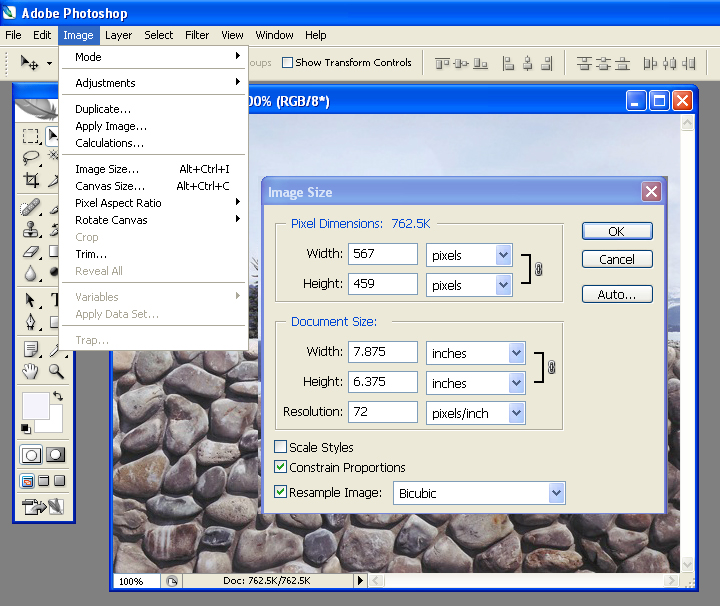 Adobe Photoshop
File Edit Image Layer Select Filter View Window Help
Show Transform Controls
Mode
Adjustments
Duplicate...
Apply Image...
Calculations...
Image Size... Alt+Ctrl+I
Canvas Size... Alt+Ctrl+C
Pixel Aspect Ratio
Rotate Canvas
Crop
Trim...
Reveal All
Variables
Apply Data Set...
Trap...
(RGB/8*)
Image Size
Pixel Dimensions: 762.5K
Width: 567 pixels
Height: 459 pixels
OK
Cancel
Auto...
Document Size:
Width: 7.875 inches
Height: 6.375 inches
Resolution: 72 pixels/inch
Scale Styles
Constrain Proportions
Resample Image: Bicubic
100% Doc: 762.5K/762.5K